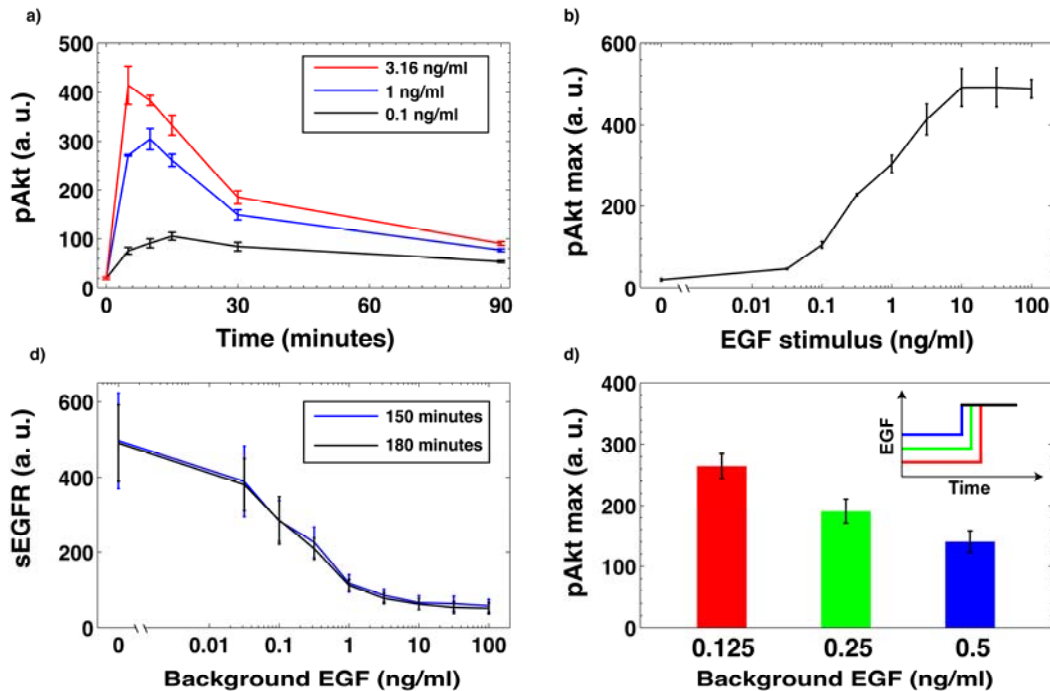 a)
500
400
300
200
100
0
pAkt (a. u.)
3.16 ng/ml
1 ng/ml
0.1 ng/ml
0 30 60 90
Time (minutes)
b)
600
400
200
0
pAkt max (a. u.)
0 0.01 0.1 1 10 100
EGF stimulus (ng/ml)
d)
600
400
200
0
sEGFR (a. u.)
150 minutes
180 minutes
0 0.01 0.1 1 10 100
Background EGF (ng/ml)
d)
400
300
200
100
0
pAkt max (a. u.)
EGF
Time
0.125 0.25 0.5
Background EGF (ng/ml)